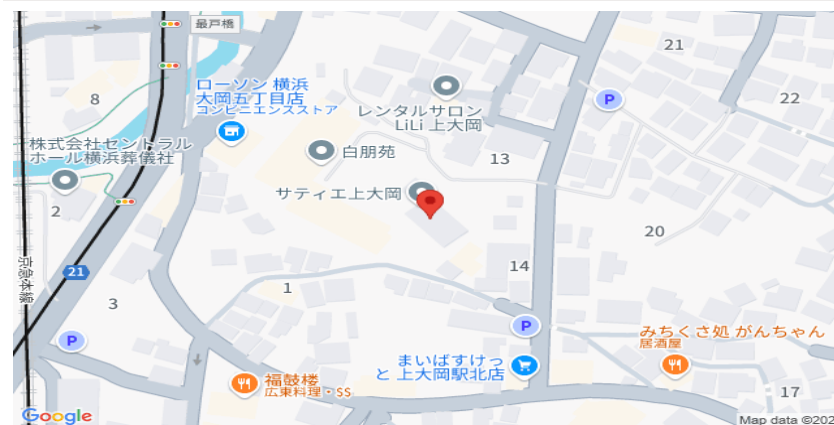 最戸橋
21
8
ローソン 横浜
大岡五丁目店
コンビニエンスストア
P
22
レンタルサロン
LiLi 上大岡
株式会社セントラル
ホール横浜葬儀社
白朋苑
13
サティエ上大岡
2
20
京急本線
21
14
1
3
P
P
みちくさ処 がんちゃん
居酒屋
まいばすけっ
と 上大岡駅北店
福鼓楼
広東料理・SS
17
Google
Map data ©202